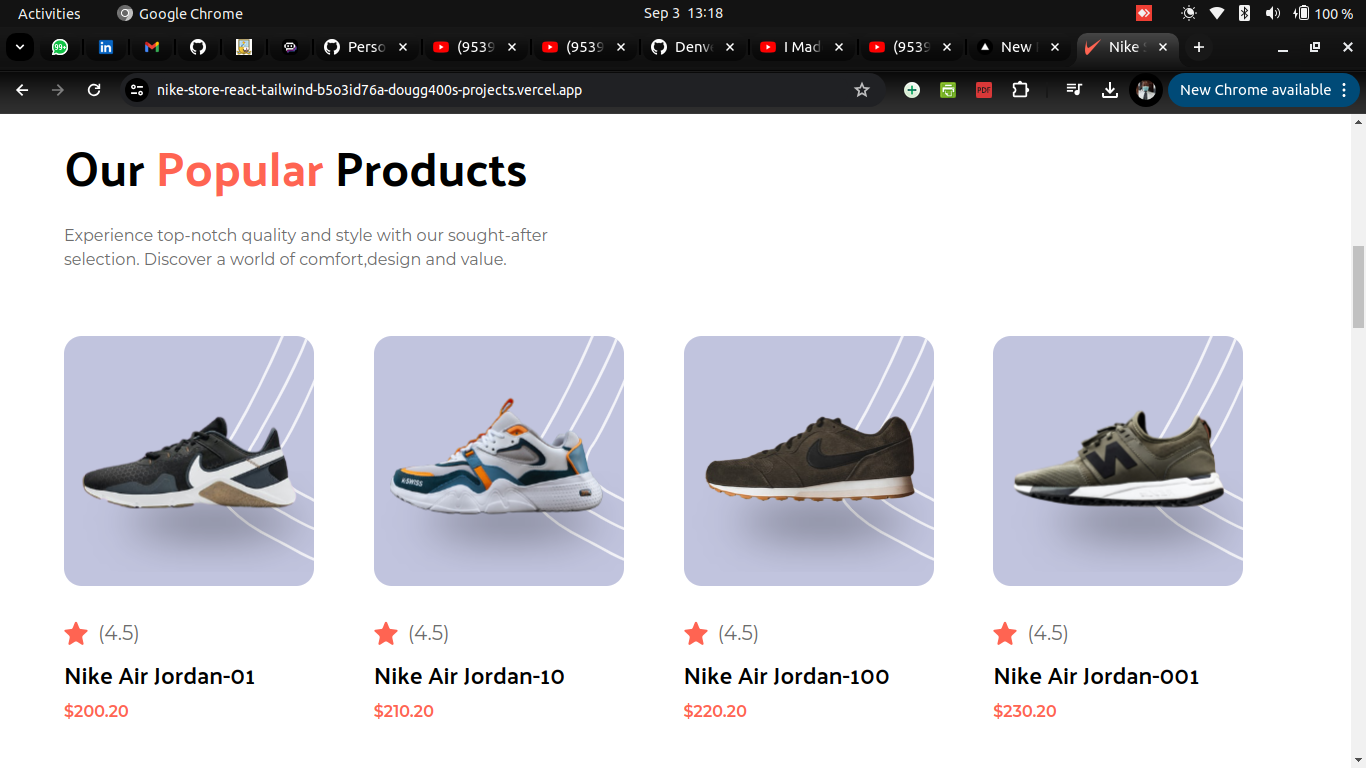 Activities
Google Chrome
Sep 3 13:18
100 %
99+
in
Perso
(9539
(9539
Denv
I Mad
(9539
New
Nike
nike-store-react-tailwind-b5o3id76a-dougg400s-projects.vercel.app
PDF
New Chrome available
Our Popular Products
Experience top-notch quality and style with our sought-after
selection. Discover a world of comfort,design and value.
K·SWISS
N
(4.5)
(4.5)
(4.5)
(4.5)
Nike Air Jordan-01
Nike Air Jordan-10
Nike Air Jordan-100
Nike Air Jordan-001
$200.20
$210.20
$220.20
$230.20